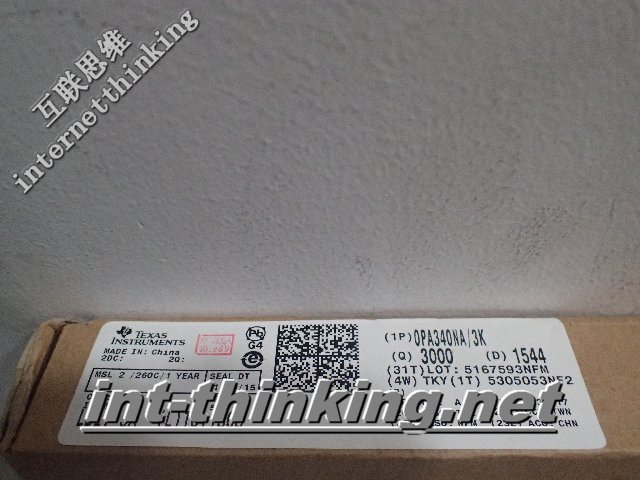 互联思维
internetthinking
TEXAS
INSTRUMENTS
MADE IN: China
2DC: 2Q:
Pb
G4
MSL 2 /260C/1 YEAR SEAL DT
(1P) OPA340NA/3K
(Q) 3000 (D) 1544
(31T)LOT: 5167593NFM
(4W) TKY(1T) 5305053NF2
int-thinking.net